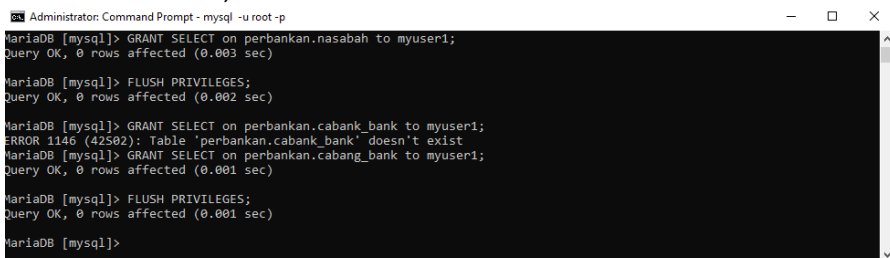 Administrator: Command Prompt - mysql -u root -p
MariaDB [mysql]> GRANT SELECT on perbankan.nasabah to myuser1;
Query OK, 0 rows affected (0.003 sec)
MariaDB [mysql]> FLUSH PRIVILEGES;
Query OK, 0 rows affected (0.002 sec)
MariaDB [mysql]> GRANT SELECT on perbankan.cabank_bank to myuser1;
ERROR 1146 (42S02): Table 'perbankan.cabank_bank' doesn't exist
MariaDB [mysql]> GRANT SELECT on perbankan.cabang_bank to myuser1;
Query OK, 0 rows affected (0.001 sec)
MariaDB [mysql]> FLUSH PRIVILEGES;
Query OK, 0 rows affected (0.001 sec)
MariaDB [mysql]>